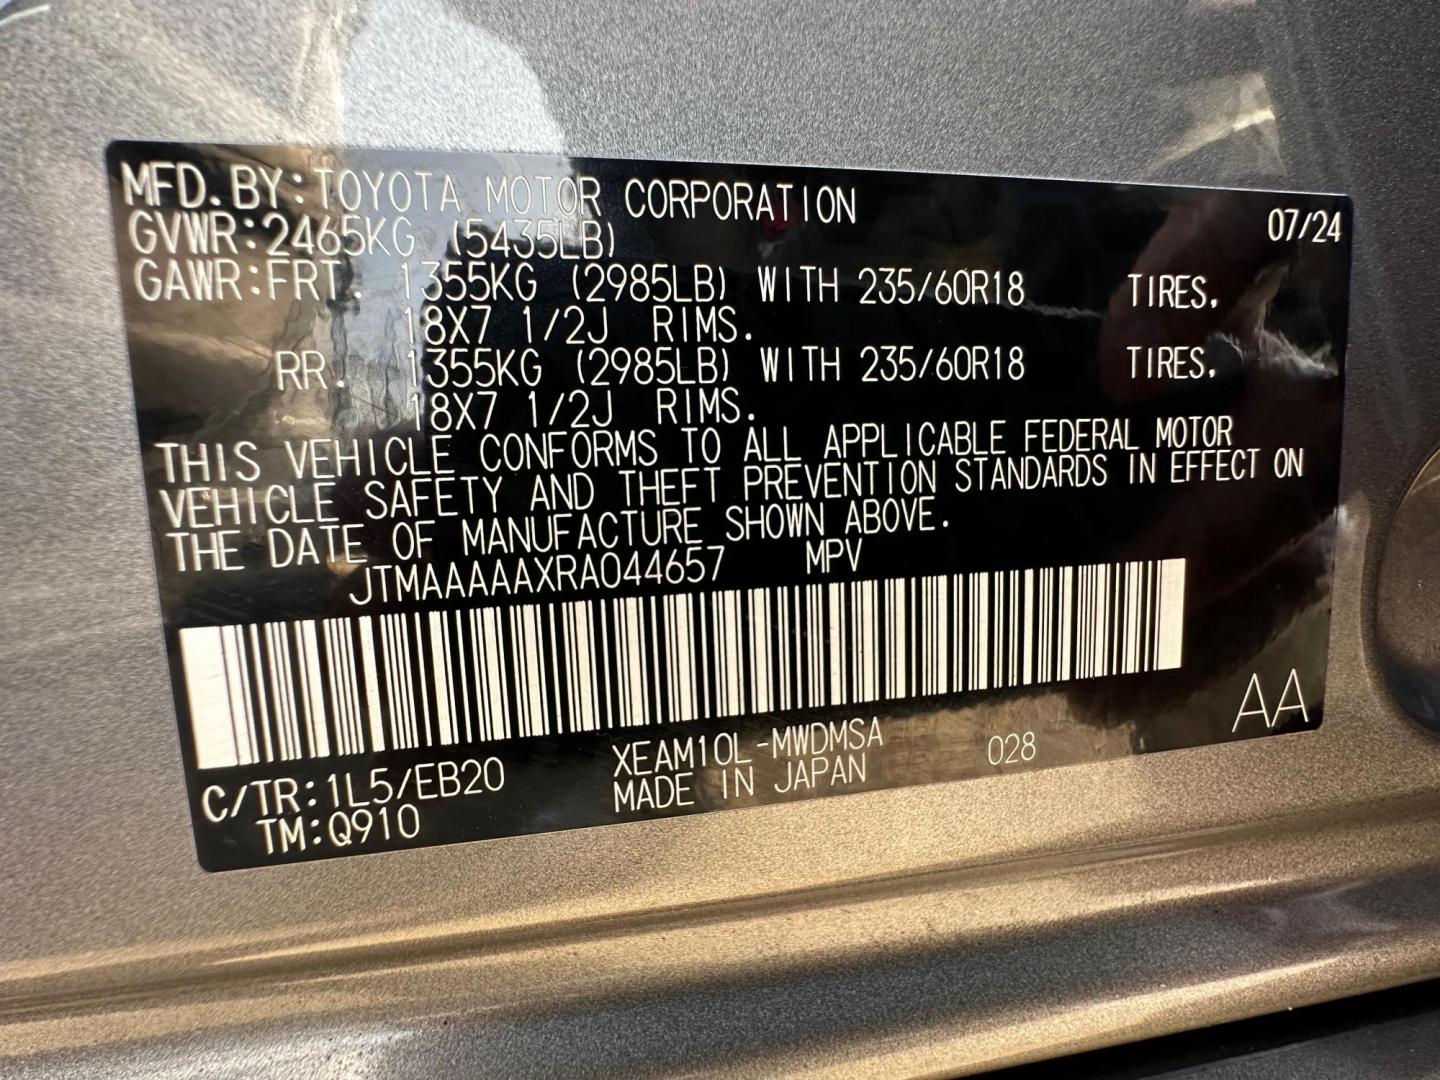 MFD.BY:TOYOTA MOTOR CORPORATION 07/24
GVWR:2465KG (5435LB)
GAWR:FRT. 1355KG (2985LB) WITH 235/60R18 TIRES.
18X7 1/2J RIMS.
RR. 1355KG (2985LB) WITH 235/60R18 TIRES.
18X7 1/2J RIMS.
THIS VEHICLE CONFORMS TO ALL APPLICABLE FEDERAL MOTOR
VEHICLE SAFETY AND THEFT PREVENTION STANDARDS IN EFFECT ON
THE DATE OF MANUFACTURE SHOWN ABOVE.
JTMAAAAAXRA044657 MPV
C/TR:1L5/EB20 XEAM10L-MWDMSA 028 AA
TM:Q910 MADE IN JAPAN